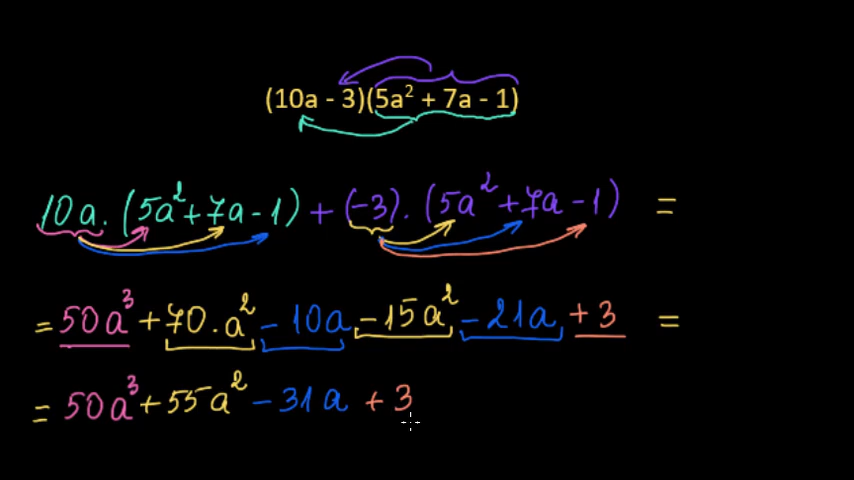 (10a - 3)(5a² + 7a - 1)
10a . (5a² + 7a - 1) + (-3) . (5a² + 7a - 1) =
= 50a³ + 70 . a² - 10a - 15a² - 21a + 3 =
= 50a³ + 55a² - 31a + 3